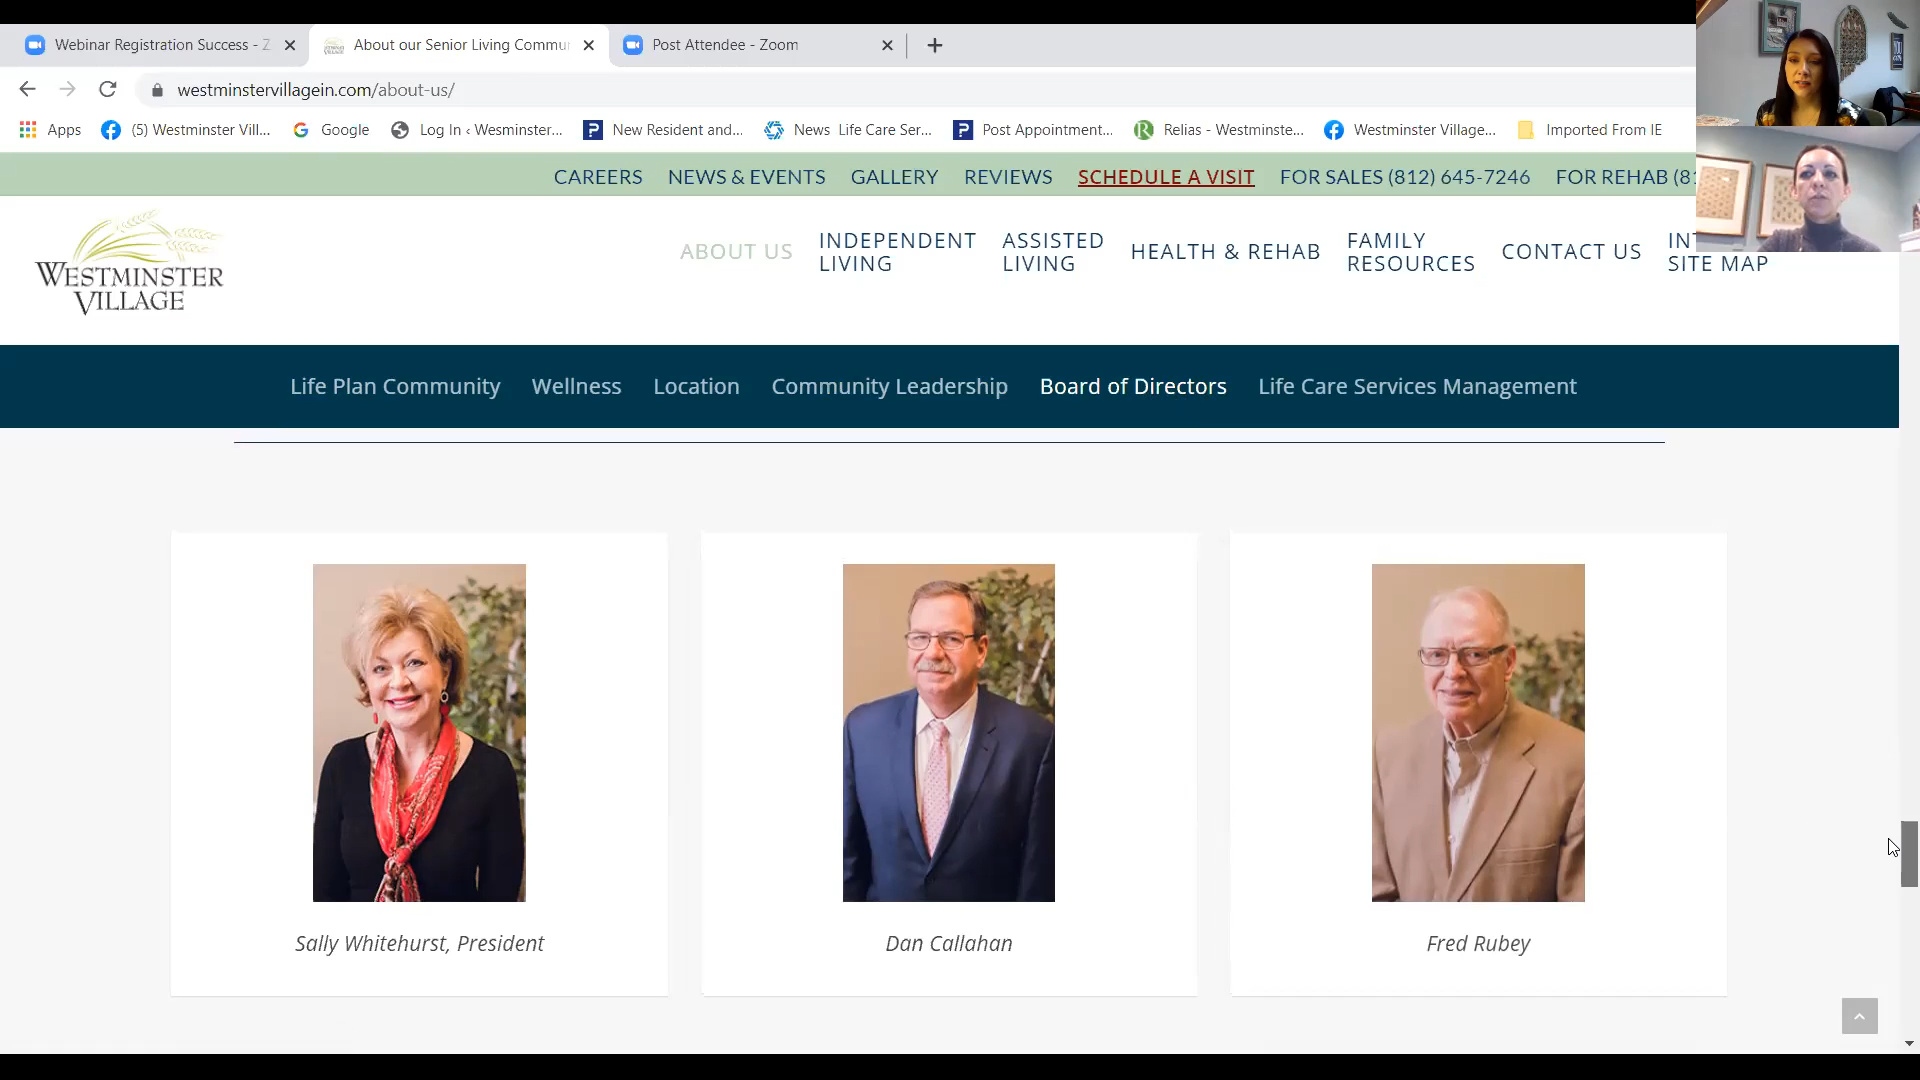 Webinar Registration Success - Z
About our Senior Living Commu
Post Attendee - Zoom
westminstervillagein.com/about-us/
Apps
(5) Westminster Vill...
Google
Log In ‹ Wesminster...
New Resident and...
News Life Care Ser...
Post Appointment...
Relias - Westminste...
Westminster Village...
Imported From IE
CAREERS
NEWS & EVENTS
GALLERY
REVIEWS
SCHEDULE A VISIT
FOR SALES (812) 645-7246
FOR REHAB (81
WESTMINSTER
VILLAGE
ABOUT US
INDEPENDENT
LIVING
ASSISTED
LIVING
HEALTH & REHAB
FAMILY
RESOURCES
CONTACT US
INT
SITE MAP
Life Plan Community
Wellness
Location
Community Leadership
Board of Directors
Life Care Services Management
Sally Whitehurst, President
Dan Callahan
Fred Rubey